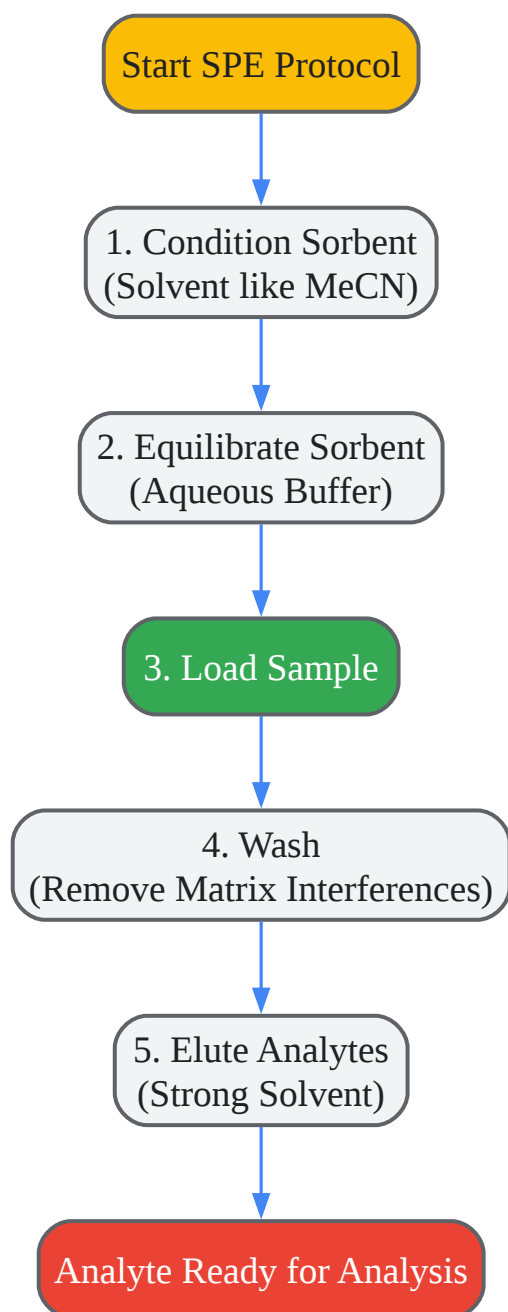 Start SPE Protocol
1. Condition Sorbent
(Solvent like MeCN)
2. Equilibrate Sorbent
(Aqueous Buffer)
3. Load Sample
4. Wash
(Remove Matrix Interferences)
5. Elute Analytes
(Strong Solvent)
Analyte Ready for Analysis